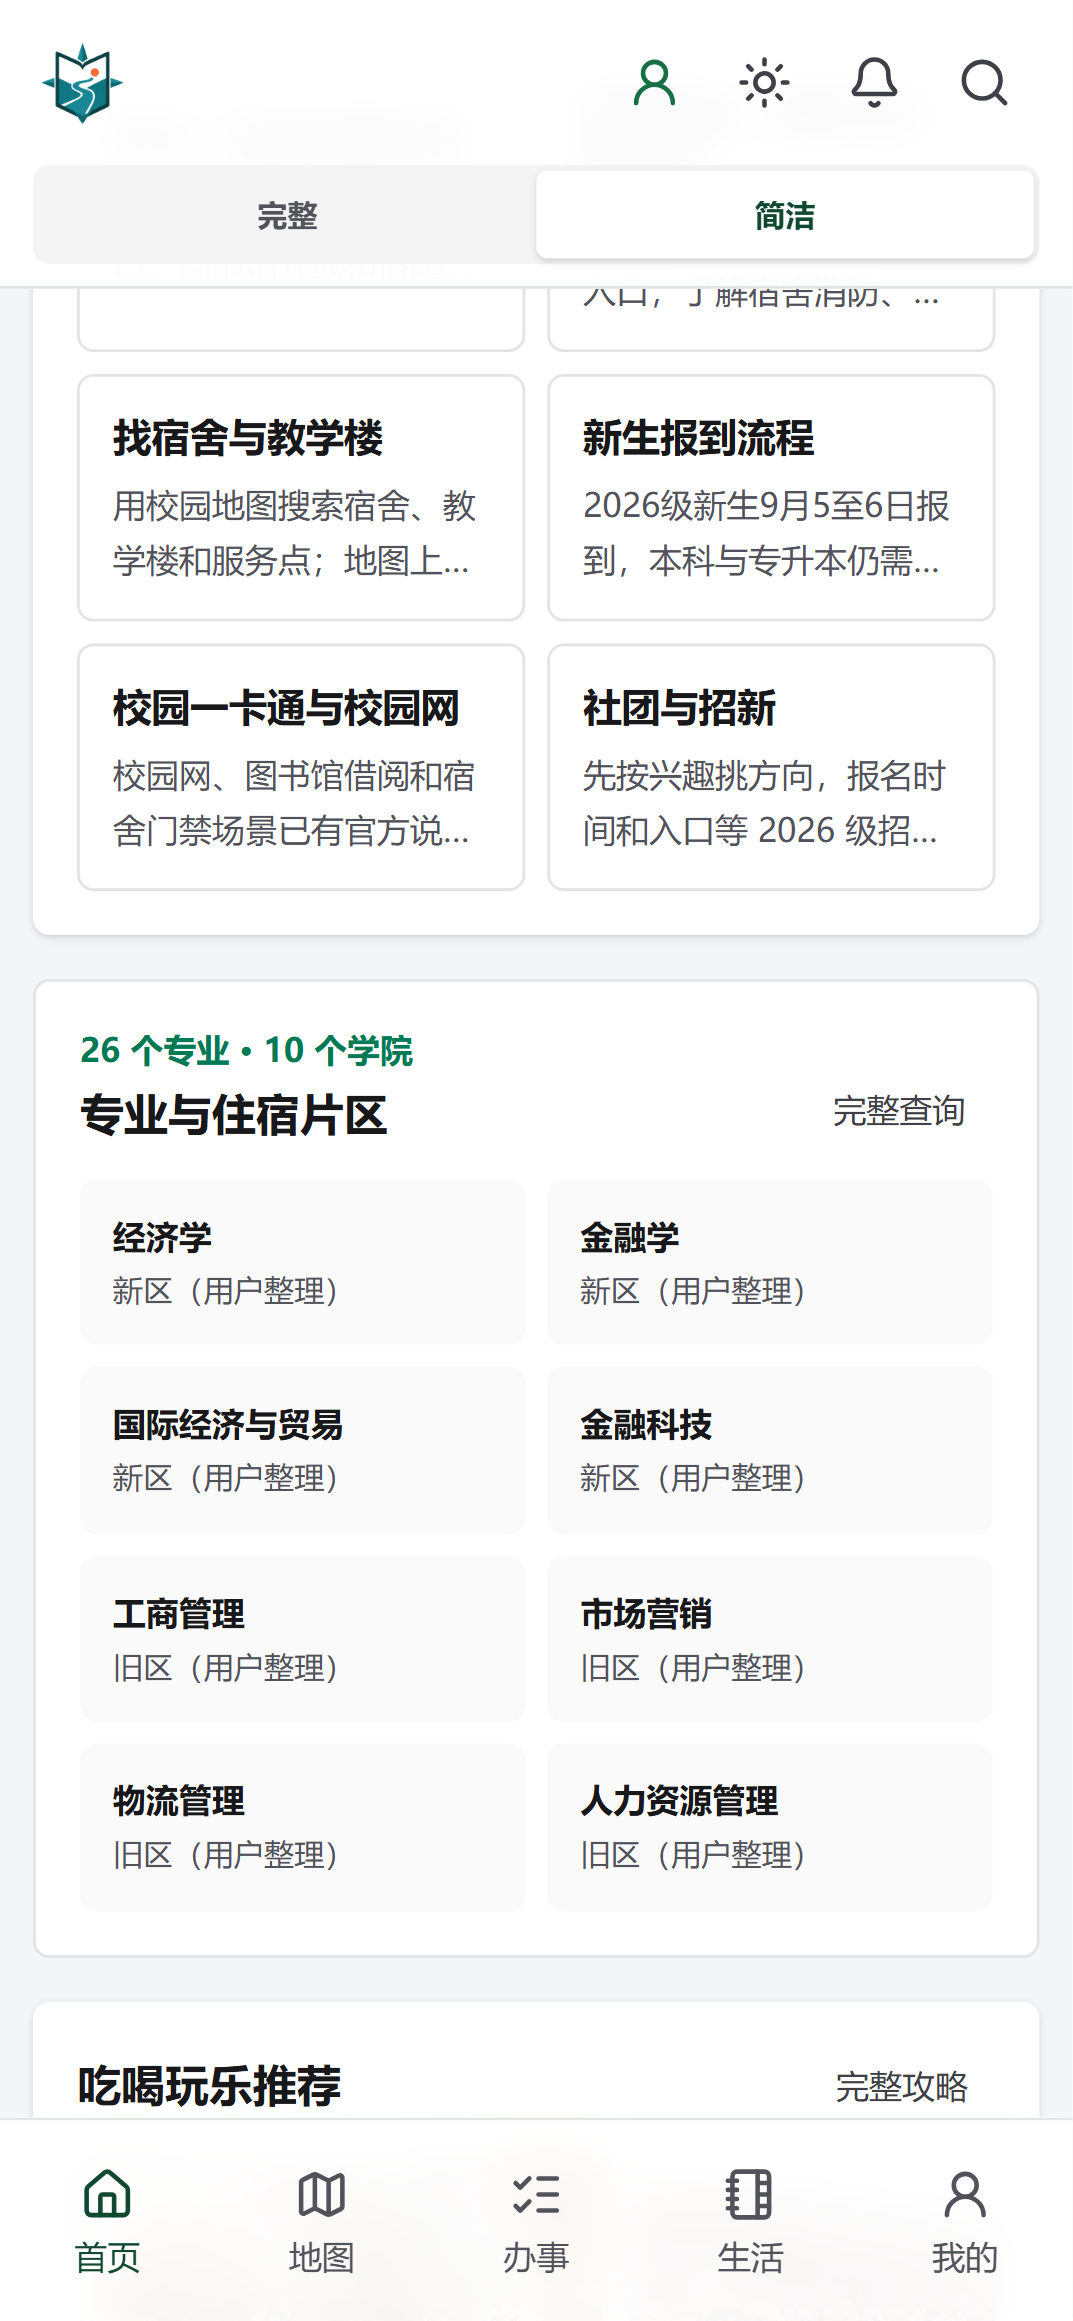 完整
简洁
入口，了解宿舍消防、...
找宿舍与教学楼
用校园地图搜索宿舍、教
学楼和服务点；地图上...
新生报到流程
2026级新生9月5至6日报
到，本科与专升本仍需...
校园一卡通与校园网
校园网、图书馆借阅和宿
舍门禁场景已有官方说...
社团与招新
先按兴趣挑方向，报名时
间和入口等 2026 级招...
26 个专业 • 10 个学院
专业与住宿片区
完整查询
经济学
新区（用户整理）
金融学
新区（用户整理）
国际经济与贸易
新区（用户整理）
金融科技
新区（用户整理）
工商管理
旧区（用户整理）
市场营销
旧区（用户整理）
物流管理
旧区（用户整理）
人力资源管理
旧区（用户整理）
吃喝玩乐推荐
完整攻略
首页
地图
办事
生活
我的